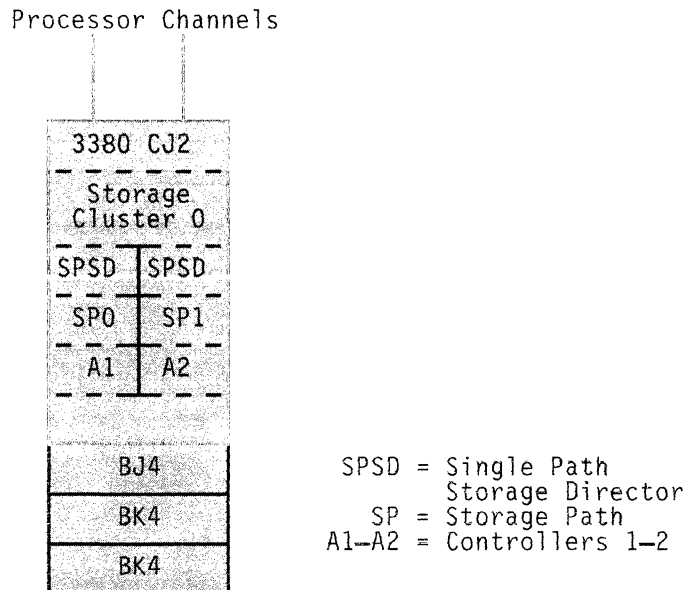 Processor Channels
3380 CJ2
Storage
Cluster 0
SPSD SPSD
SP0 SP1
A1 A2
BJ4
BK4
BK4
SPSD = Single Path
Storage Director
SP = Storage Path
A1–A2 = Controllers 1–2